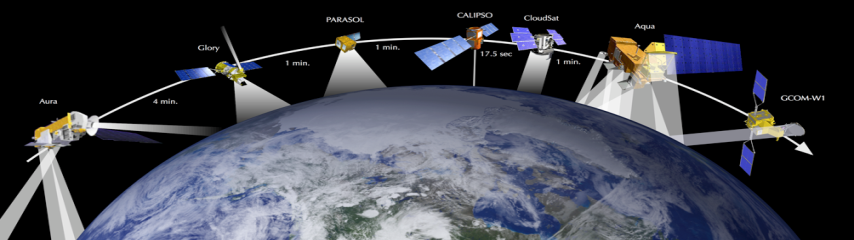 Aura
4 min.
Glory
1 min.
PARASOL
1 min.
CALIPSO
17.5 sec
CloudSat
1 min.
Aqua
GCOM-W1